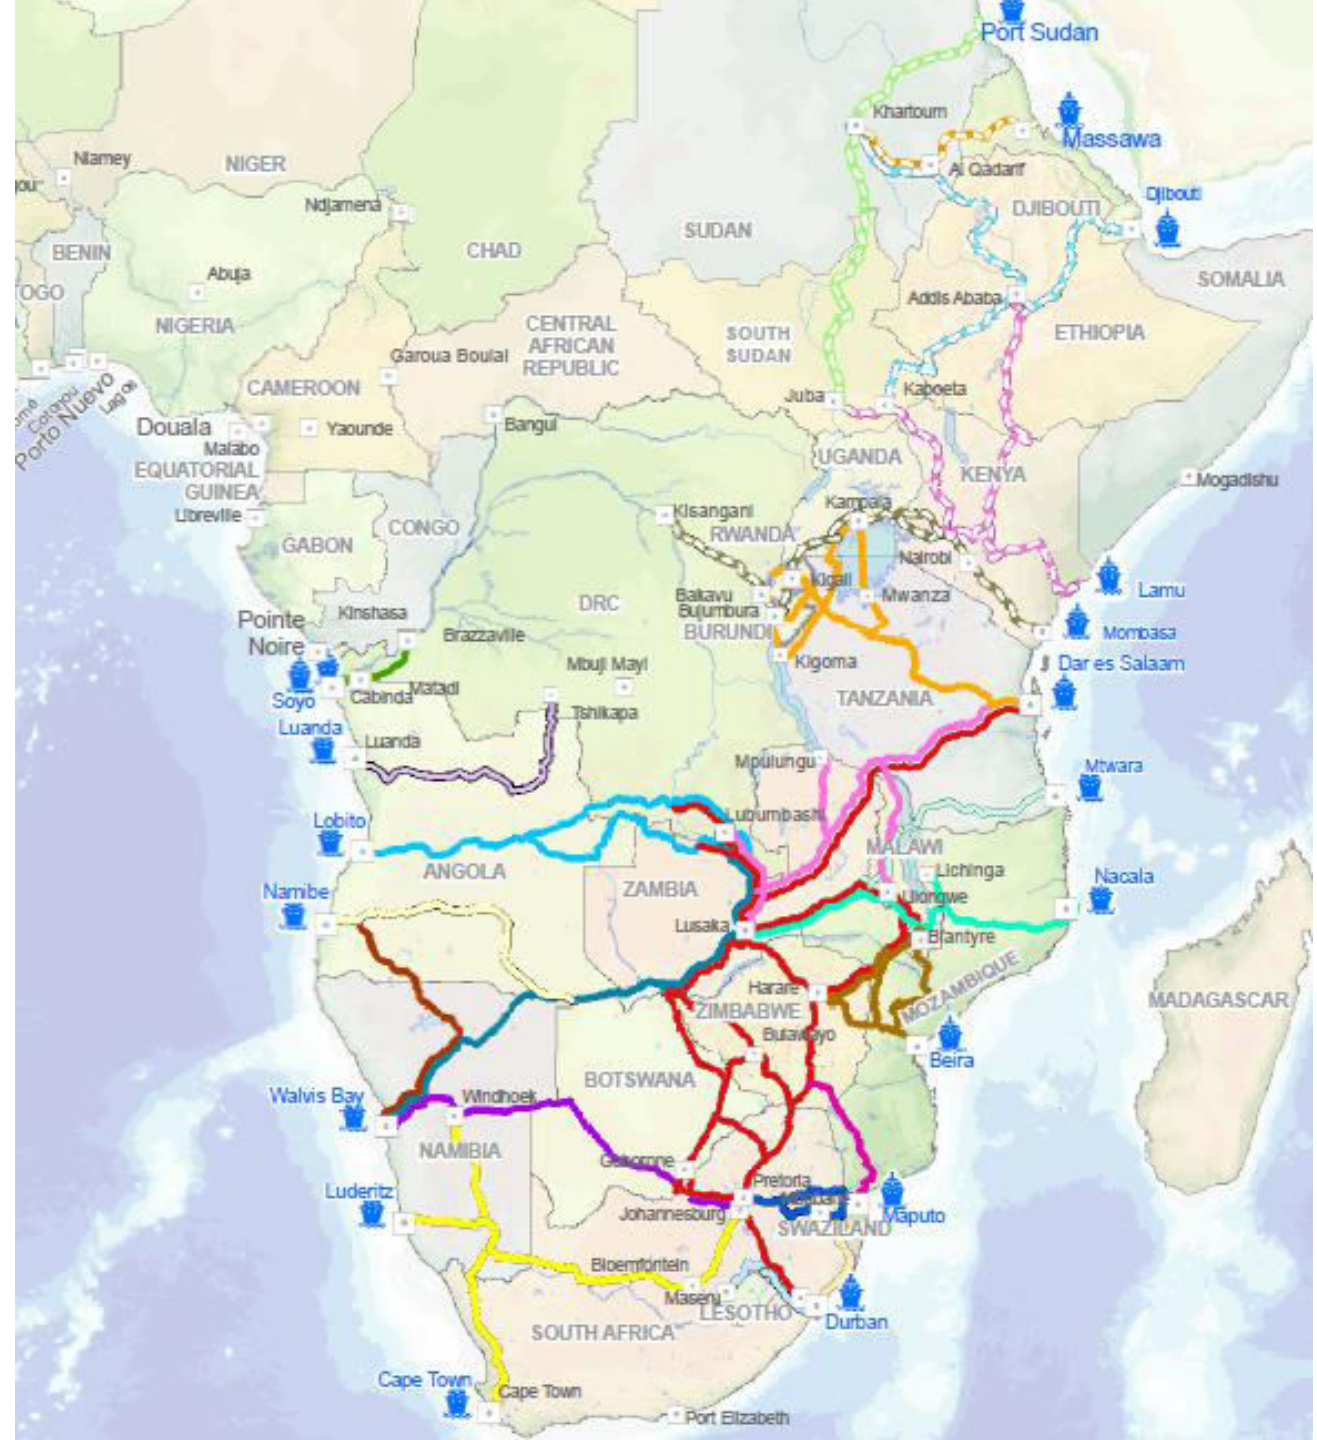 Port Sudan
Khartoum
Massawa
Niamey
NIGER
Al Qadarif
Djibouti
Ndjamena
DJIBOUTI
SUDAN
BENIN
CHAD
SOMALIA
Abuja
TOGO
Addis Ababa
NIGERIA
CENTRAL
AFRICAN
REPUBLIC
SOUTH
SUDAN
ETHIOPIA
Garoua Boulai
CAMEROON
Kapoeta
Juba
Cotonou
Porto Nuevo
Lagos
Douala
Yaounde
Bangui
Malabo
UGANDA
EQUATORIAL
GUINEA
KENYA
Mogadishu
Libreville
Kampala
Kisangani
CONGO
RWANDA
GABON
Nairobi
Kigali
Lamu
Bakavu
Mwanza
DRC
Kinshasa
Bujumbura
Pointe
Noire
BURUNDI
Mombasa
Brazzaville
Kigoma
Dar es Salaam
Mbuji Mayi
Soyo
Cabinda
Matadi
TANZANIA
Tshikapa
Luanda
Luanda
Mpulungu
Mtwara
Lobito
Lubumbashi
MALAWI
ANGOLA
Lichinga
Nacala
Namibe
ZAMBIA
Ulongwe
Lusaka
Blantyre
Harare
MOZAMBIQUE
MADAGASCAR
ZIMBABWE
Bulawayo
Beira
BOTSWANA
Walvis Bay
Windhoek
NAMIBIA
Gaborone
Pretoria
Luderitz
Johannesburg
Maputo
SWAZILAND
Bloemfontein
Maseru
LESOTHO
Durban
SOUTH AFRICA
Cape Town
Cape Town
Port Elizabeth